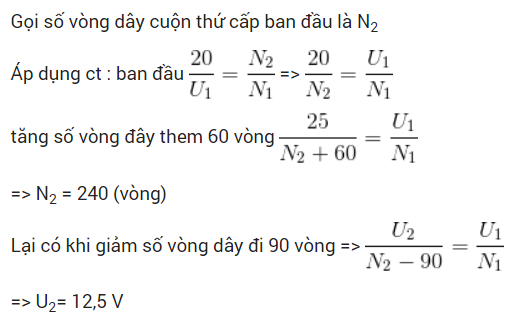 Gọi số vòng dây cuộn thứ cấp ban đầu là N₂
Áp dụng ct : ban đầu \frac{20}{U_1} = \frac{N_2}{N_1} => \frac{20}{N_2} = \frac{U_1}{N_1}
tăng số vòng đây them 60 vòng \frac{25}{N_2 + 60} = \frac{U_1}{N_1}
=> N₂ = 240 (vòng)
Lại có khi giảm số vòng dây đi 90 vòng => \frac{U_2}{N_2 - 90} = \frac{U_1}{N_1}
=> U₂= 12,5 V